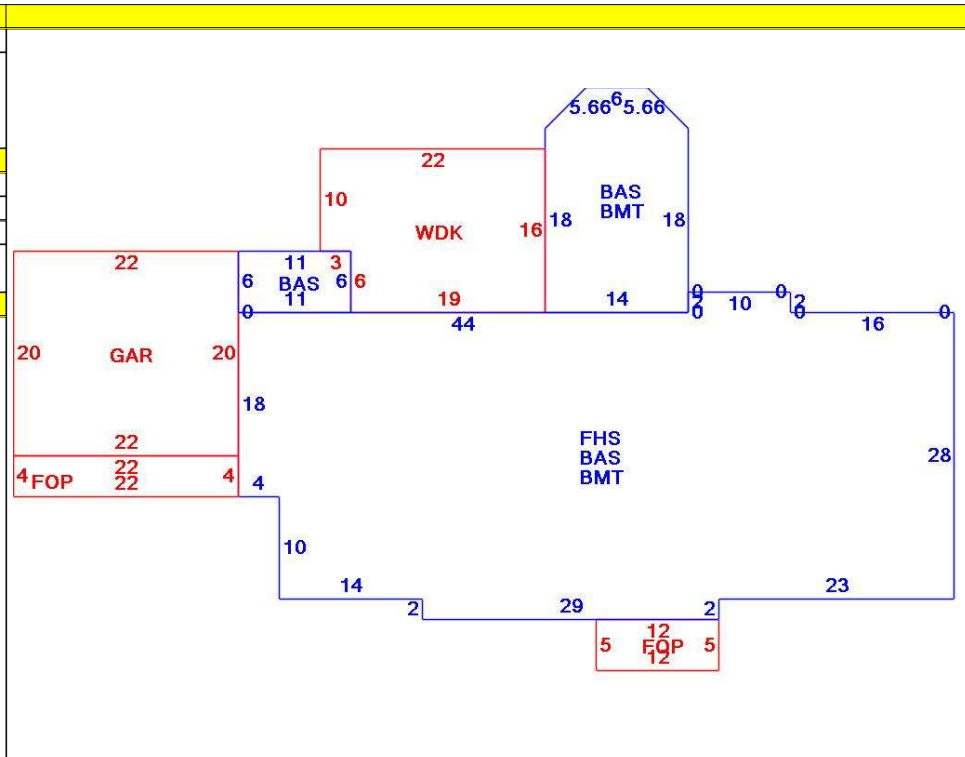 5.66 6 5.66
22
10
BAS
BMT
18 18
WDK
16
22
11 3
6 BAS 6 6
11 19 14
0 44 0 2 0 10 0 2 0 16 0
20 GAR 20
18
FHS
BAS
BMT
28
22
22
4 FOP 22 4 4
10
14 23
2 29 2
12
5 FOP 5
12